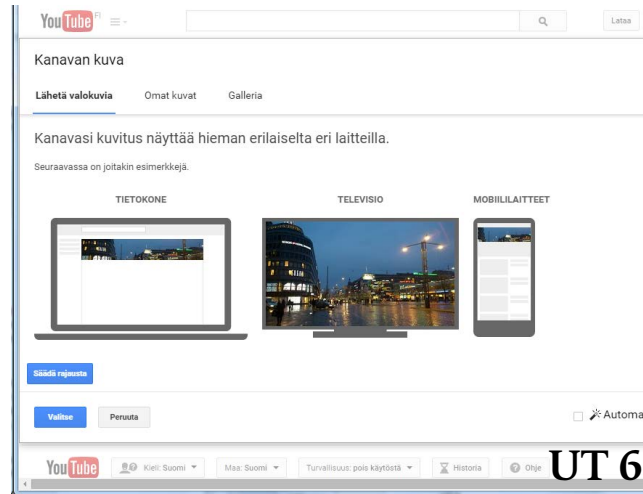 YouTube FI Lataa
Kanavan kuva
Lähetä valokuvia Omat kuvat Galleria
Kanavasi kuvitus näyttää hieman erilaiselta eri laitteilla.
Seuraavassa on joitakin esimerkkejä.
TIETOKONE TELEVISIO MOBIILILAITTEET
Säädä rajausta
Valitse Peruuta Automa
YouTube Kieli: Suomi Maa: Suomi Turvallisuus: pois käytöstä Historia Ohje
UT 6